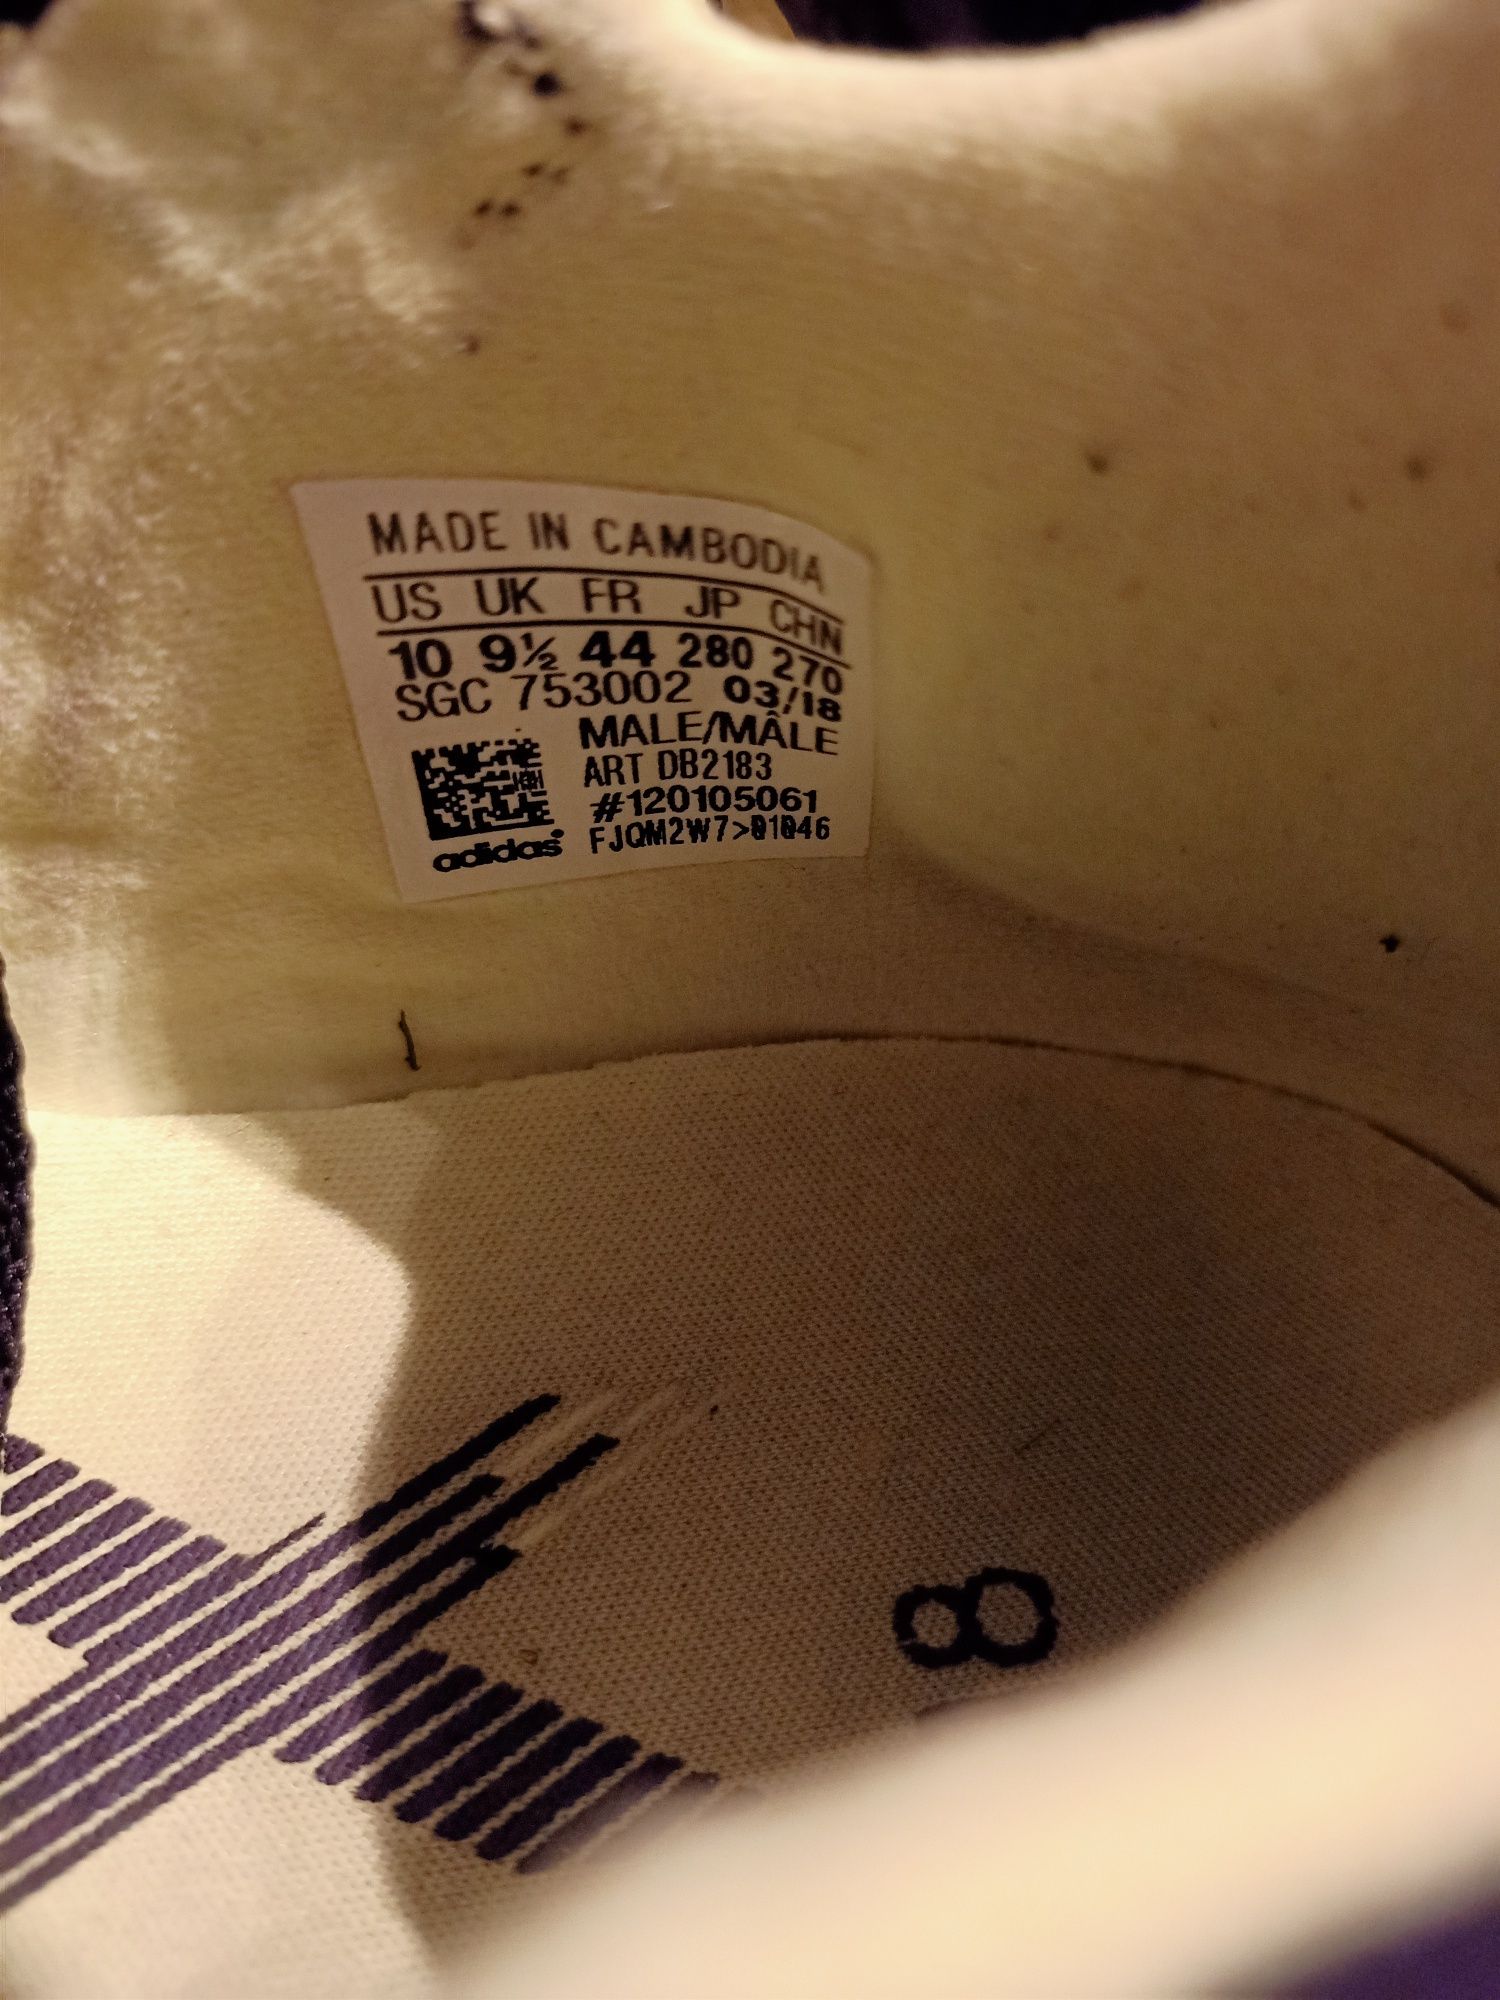 MADE IN CAMBODIA
US UK FR JP CHN
10 9½ 44 280 270
SGC 753002 03/18
MALE/MÂLE
ART DB2183
#120105061
FJQM2W7>01046
adidas
8